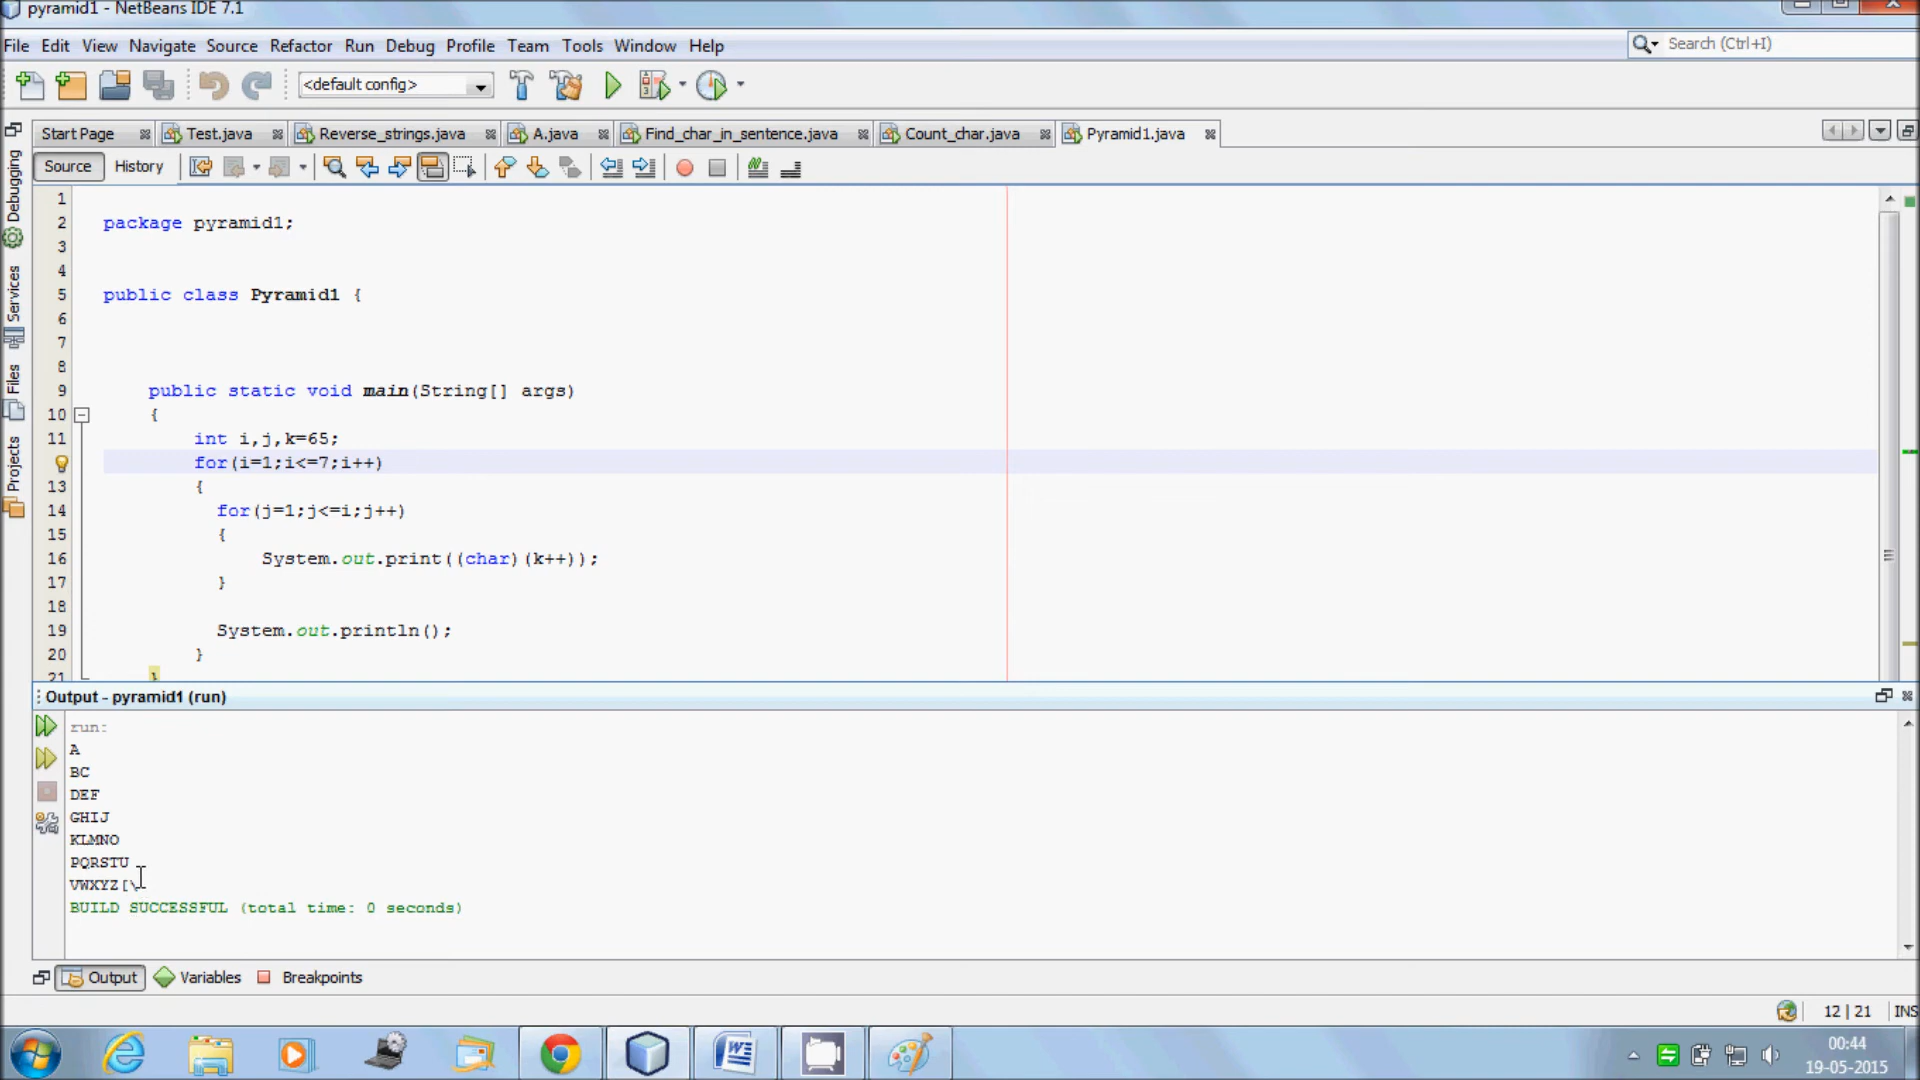 pyramid1 - NetBeans IDE 7.1
File Edit View Navigate Source Refactor Run Debug Profile Team Tools Window Help
Search (Ctrl+I)
<default config>
Start Page Test.java Reverse_strings.java A.java Find_char_in_sentence.java Count_char.java Pyramid1.java
Source History
Debugging
Services
Files
Projects
1
2 package pyramid1;
3
4
5 public class Pyramid1 {
6
7
8
9 public static void main(String[] args)
10 {
11 int i,j,k=65;
for(i=1;i<=7;i++)
13 {
14 for(j=1;j<=i;j++)
15 {
16 System.out.print((char)(k++));
17 }
18
19 System.out.println();
20 }
21 }
Output - pyramid1 (run)
run:
A
BC
DEF
GHIJ
KLMNO
PQRSTU
VWXYZ[\
BUILD SUCCESSFUL (total time: 0 seconds)
Output Variables Breakpoints
12 | 21 INS
00:44
19-05-2015